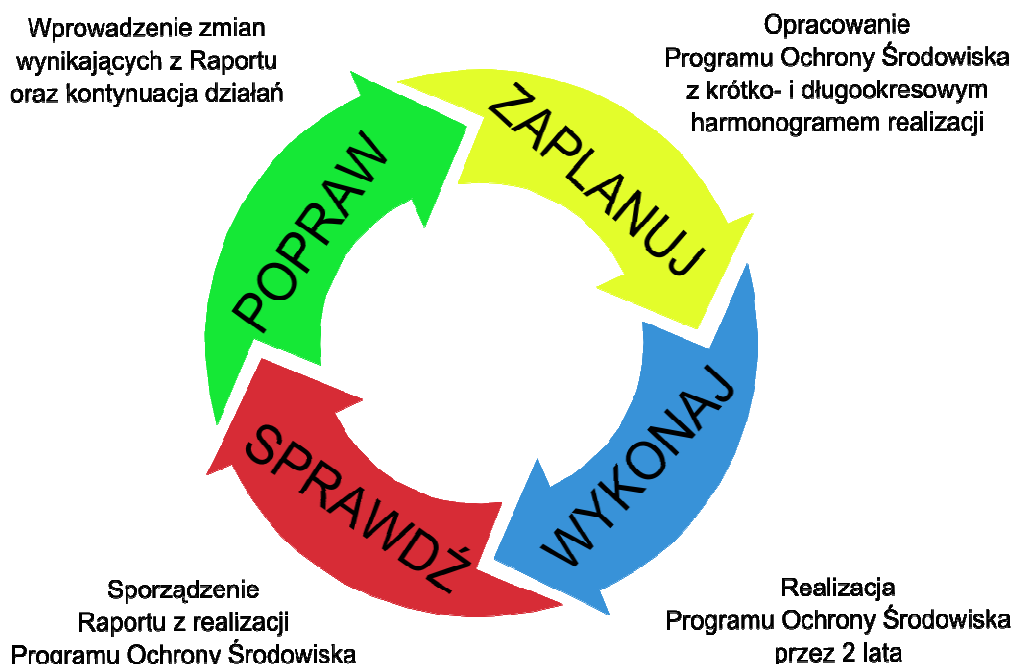 Wprowadzenie zmian
wynikających z Raportu
oraz kontynuacja działań
Opracowanie
Programu Ochrony Środowiska
z krótko- i długookresowym
harmonogramem realizacji
ZAPLANUJ
POPRAW
WYKONAJ
SPRAWDŹ
Sporządzenie
Raportu z realizacji
Programu Ochrony Środowiska
Realizacja
Programu Ochrony Środowiska
przez 2 lata